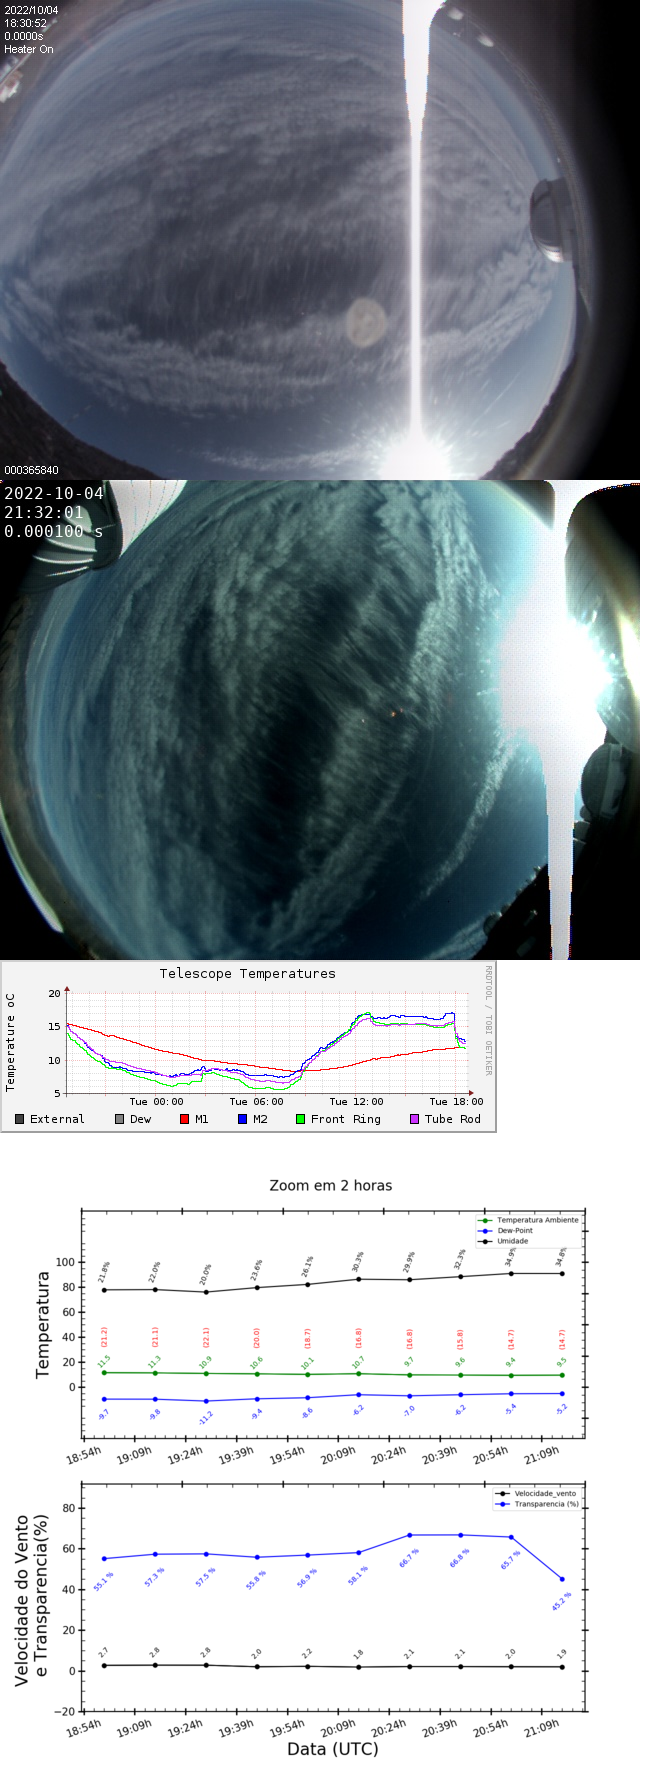 2022/10/04
18:30:52
0.0000s
Heater On
000365840
2022-10-04
21:32:01
0.000100 s
Telescope Temperatures
RRDTOOL / TOBI OETIKER
Temperature oC
20
15
10
5
Tue 00:00 Tue 06:00 Tue 12:00 Tue 18:00
External Dew M1 M2 Front Ring Tube Rod
Zoom em 2 horas
Temperatura Ambiente
Dew-Point
Umidade
Temperatura
100
80
60
40
20
0
21.8% 22.0% 20.0% 23.6% 26.1% 30.3% 29.9% 32.3% 34.9% 34.8%
(21.2) (21.1) (22.1) (20.0) (18.7) (16.8) (16.8) (15.8) (14.7) (14.7)
11.5 11.3 10.9 10.6 10.1 10.7 9.7 9.6 9.4 9.5
-9.7 -9.8 -11.2 -9.4 -8.6 -6.2 -7.0 -6.2 -5.4 -5.2
18:54h 19:09h 19:24h 19:39h 19:54h 20:09h 20:24h 20:39h 20:54h 21:09h
Velocidade_vento
Transparencia (%)
Velocidade do Vento
e Transparencia(%)
80
60
40
20
0
−20
55.1 % 57.3 % 57.5 % 55.8 % 56.9 % 58.1 % 66.7 % 66.8 % 65.7 % 45.2 %
2.7 2.8 2.8 2.0 2.2 1.8 2.1 2.1 2.0 1.9
18:54h 19:09h 19:24h 19:39h 19:54h 20:09h 20:24h 20:39h 20:54h 21:09h
Data (UTC)